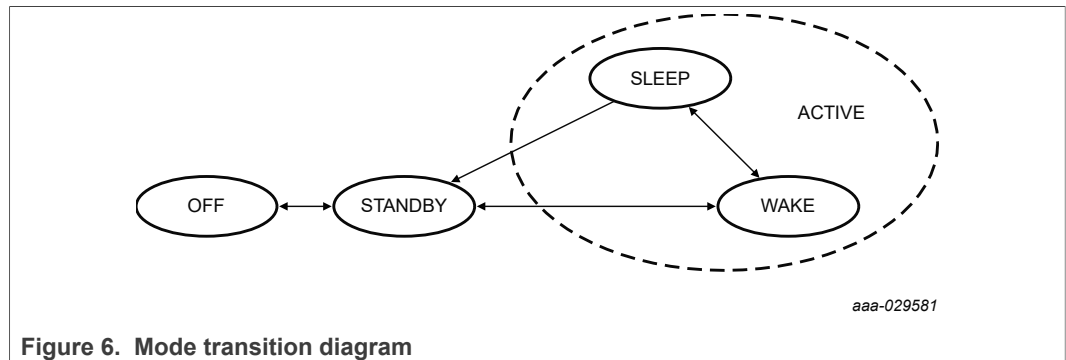 SLEEP
ACTIVE
OFF
STANDBY
WAKE
aaa-029581
Figure 6. Mode transition diagram